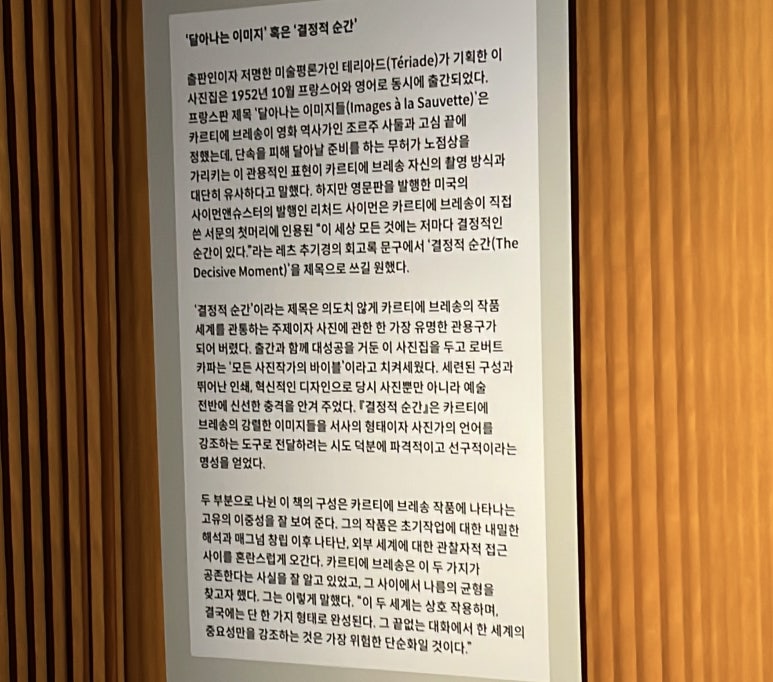 ‘달아나는 이미지’ 혹은 ‘결정적 순간’
출판인이자 저명한 미술평론가인 테리아드(Tériade)가 기획한 이
사진집은 1952년 10월 프랑스어와 영어로 동시에 출간되었다.
프랑스판 제목 ‘달아나는 이미지들(Images à la Sauvette)’은
카르티에 브레송이 영화 역사가인 조르주 사둘과 고심 끝에
정했는데, 단속을 피해 달아날 준비를 하는 무허가 노점상을
가리키는 이 관용적인 표현이 카르티에 브레송 자신의 촬영 방식과
대단히 유사하다고 말했다. 하지만 영문판을 발행한 미국의
사이먼앤슈스터의 발행인 리처드 사이먼은 카르티에 브레송이 직접
쓴 서문의 첫머리에 인용된 “이 세상 모든 것에는 저마다 결정적인
순간이 있다.”라는 레츠 추기경의 회고록 문구에서 ‘결정적 순간(The
Decisive Moment)’을 제목으로 쓰길 원했다.
‘결정적 순간’이라는 제목은 의도치 않게 카르티에 브레송의 작품
세계를 관통하는 주제이자 사진에 관한 한 가장 유명한 관용구가
되어 버렸다. 출간과 함께 대성공을 거둔 이 사진집을 두고 로버트
카파는 ‘모든 사진작가의 바이블’이라고 치켜세웠다. 세련된 구성과
뛰어난 인쇄, 혁신적인 디자인으로 당시 사진뿐만 아니라 예술
전반에 신선한 충격을 안겨 주었다. 『결정적 순간』은 카르티에
브레송의 강렬한 이미지들을 서사의 형태이자 사진가의 언어를
강조하는 도구로 전달하려는 시도 덕분에 파격적이고 선구적이라는
명성을 얻었다.
두 부분으로 나뉜 이 책의 구성은 카르티에 브레송 작품에 나타나는
고유의 이중성을 잘 보여 준다. 그의 작품은 초기작업에 대한 내밀한
해석과 매그넘 창립 이후 나타난, 외부 세계에 대한 관찰자적 접근
사이를 혼란스럽게 오간다. 카르티에 브레송은 이 두 가지가
공존한다는 사실을 잘 알고 있었고, 그 사이에서 나름의 균형을
찾고자 했다. 그는 이렇게 말했다. “이 두 세계는 상호 작용하며,
결국에는 단 한 가지 형태로 완성된다. 그 끝없는 대화에서 한 세계의
중요성만을 강조하는 것은 가장 위험한 단순화일 것이다.”